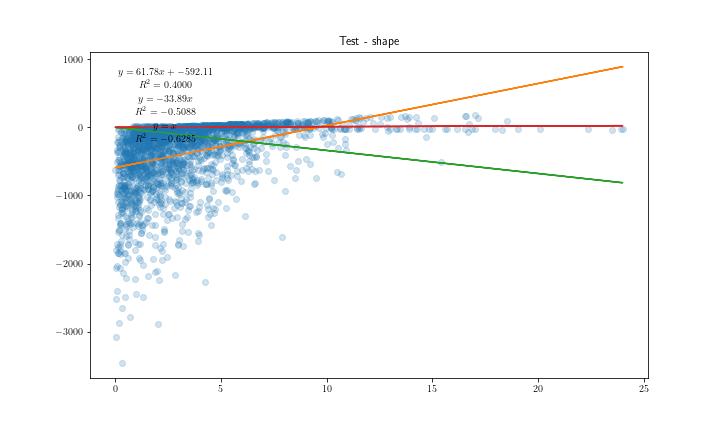 Test - shape
1000
y = 61.78x + −592.11
R² = 0.4000
y = −33.89x
R² = −0.5088
0
y = x
R² = −0.6285
−1000
−2000
−3000
0 5 10 15 20 25